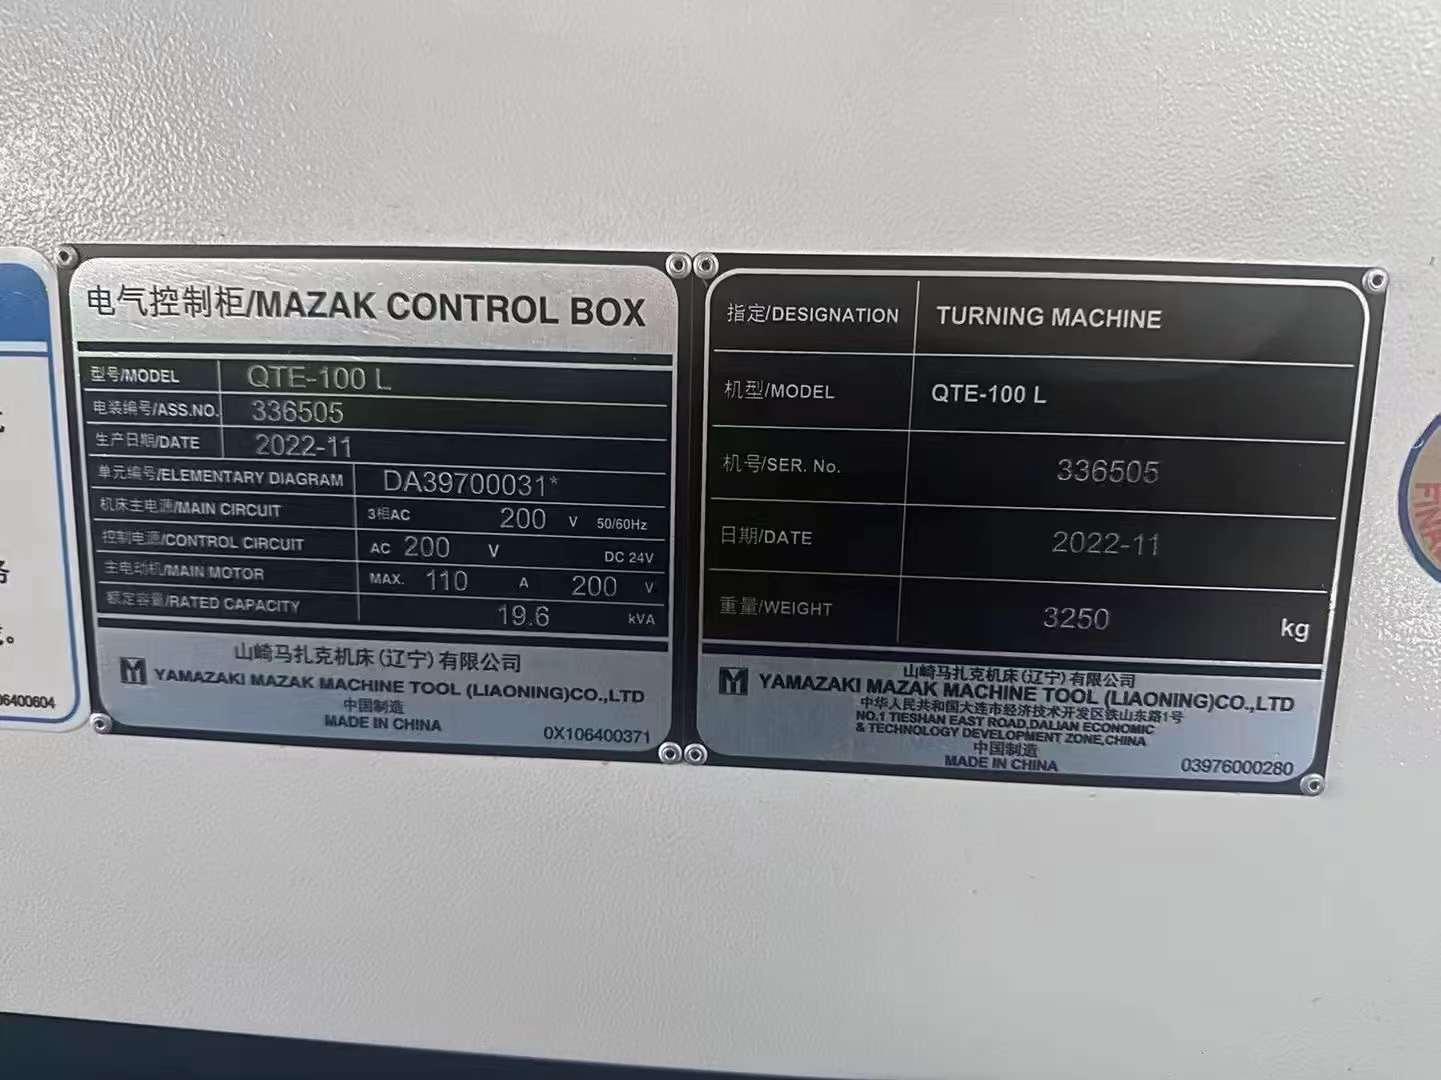 电气控制柜/MAZAK CONTROL BOX
型号/MODEL QTE-100 L
电装编号/ASS.NO. 336505
生产日期/DATE 2022-11
单元编号/ELEMENTARY DIAGRAM DA39700031*
机床主电源/MAIN CIRCUIT 3相AC 200 V 50/60Hz
控制电源/CONTROL CIRCUIT AC 200 V DC 24V
主电动机/MAIN MOTOR MAX. 110 A 200 V
额定容量/RATED CAPACITY 19.6 kVA
山崎马扎克机床(辽宁)有限公司
YAMAZAKI MAZAK MACHINE TOOL (LIAONING)CO.,LTD
中国制造
MADE IN CHINA
0X106400371
指定/DESIGNATION TURNING MACHINE
机型/MODEL QTE-100 L
机号/SER. No. 336505
日期/DATE 2022-11
重量/WEIGHT 3250 kg
山崎马扎克机床(辽宁)有限公司
YAMAZAKI MAZAK MACHINE TOOL (LIAONING)CO.,LTD
中华人民共和国大连市经济技术开发区铁山东路1号
NO.1 TIESHAN EAST ROAD,DALIAN ECONOMIC
& TECHNOLOGY DEVELOPMENT ZONE,CHINA
中国制造
MADE IN CHINA
03976000280